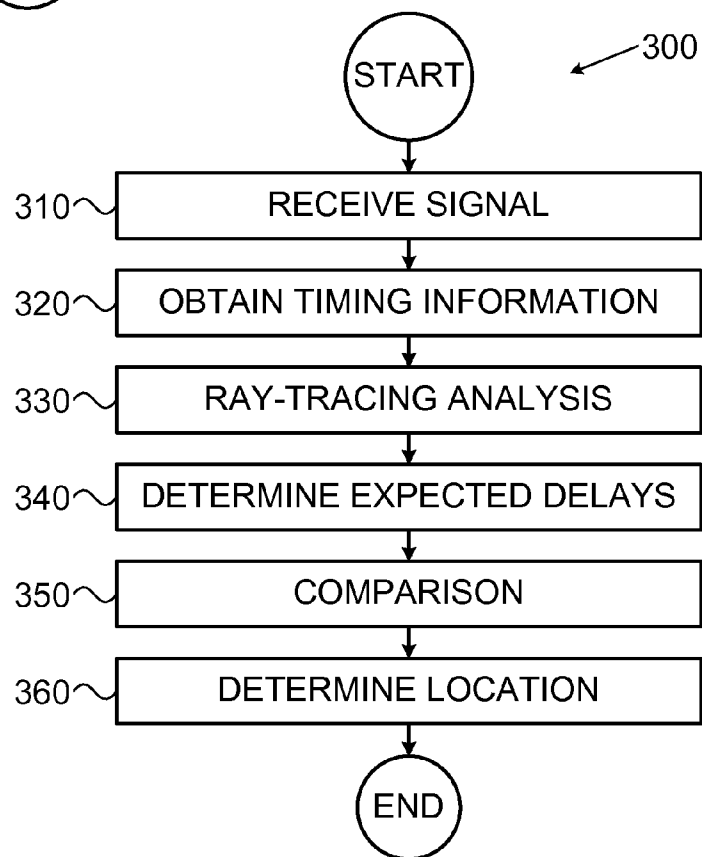 START
300
310 RECEIVE SIGNAL
320 OBTAIN TIMING INFORMATION
330 RAY-TRACING ANALYSIS
340 DETERMINE EXPECTED DELAYS
350 COMPARISON
360 DETERMINE LOCATION
END